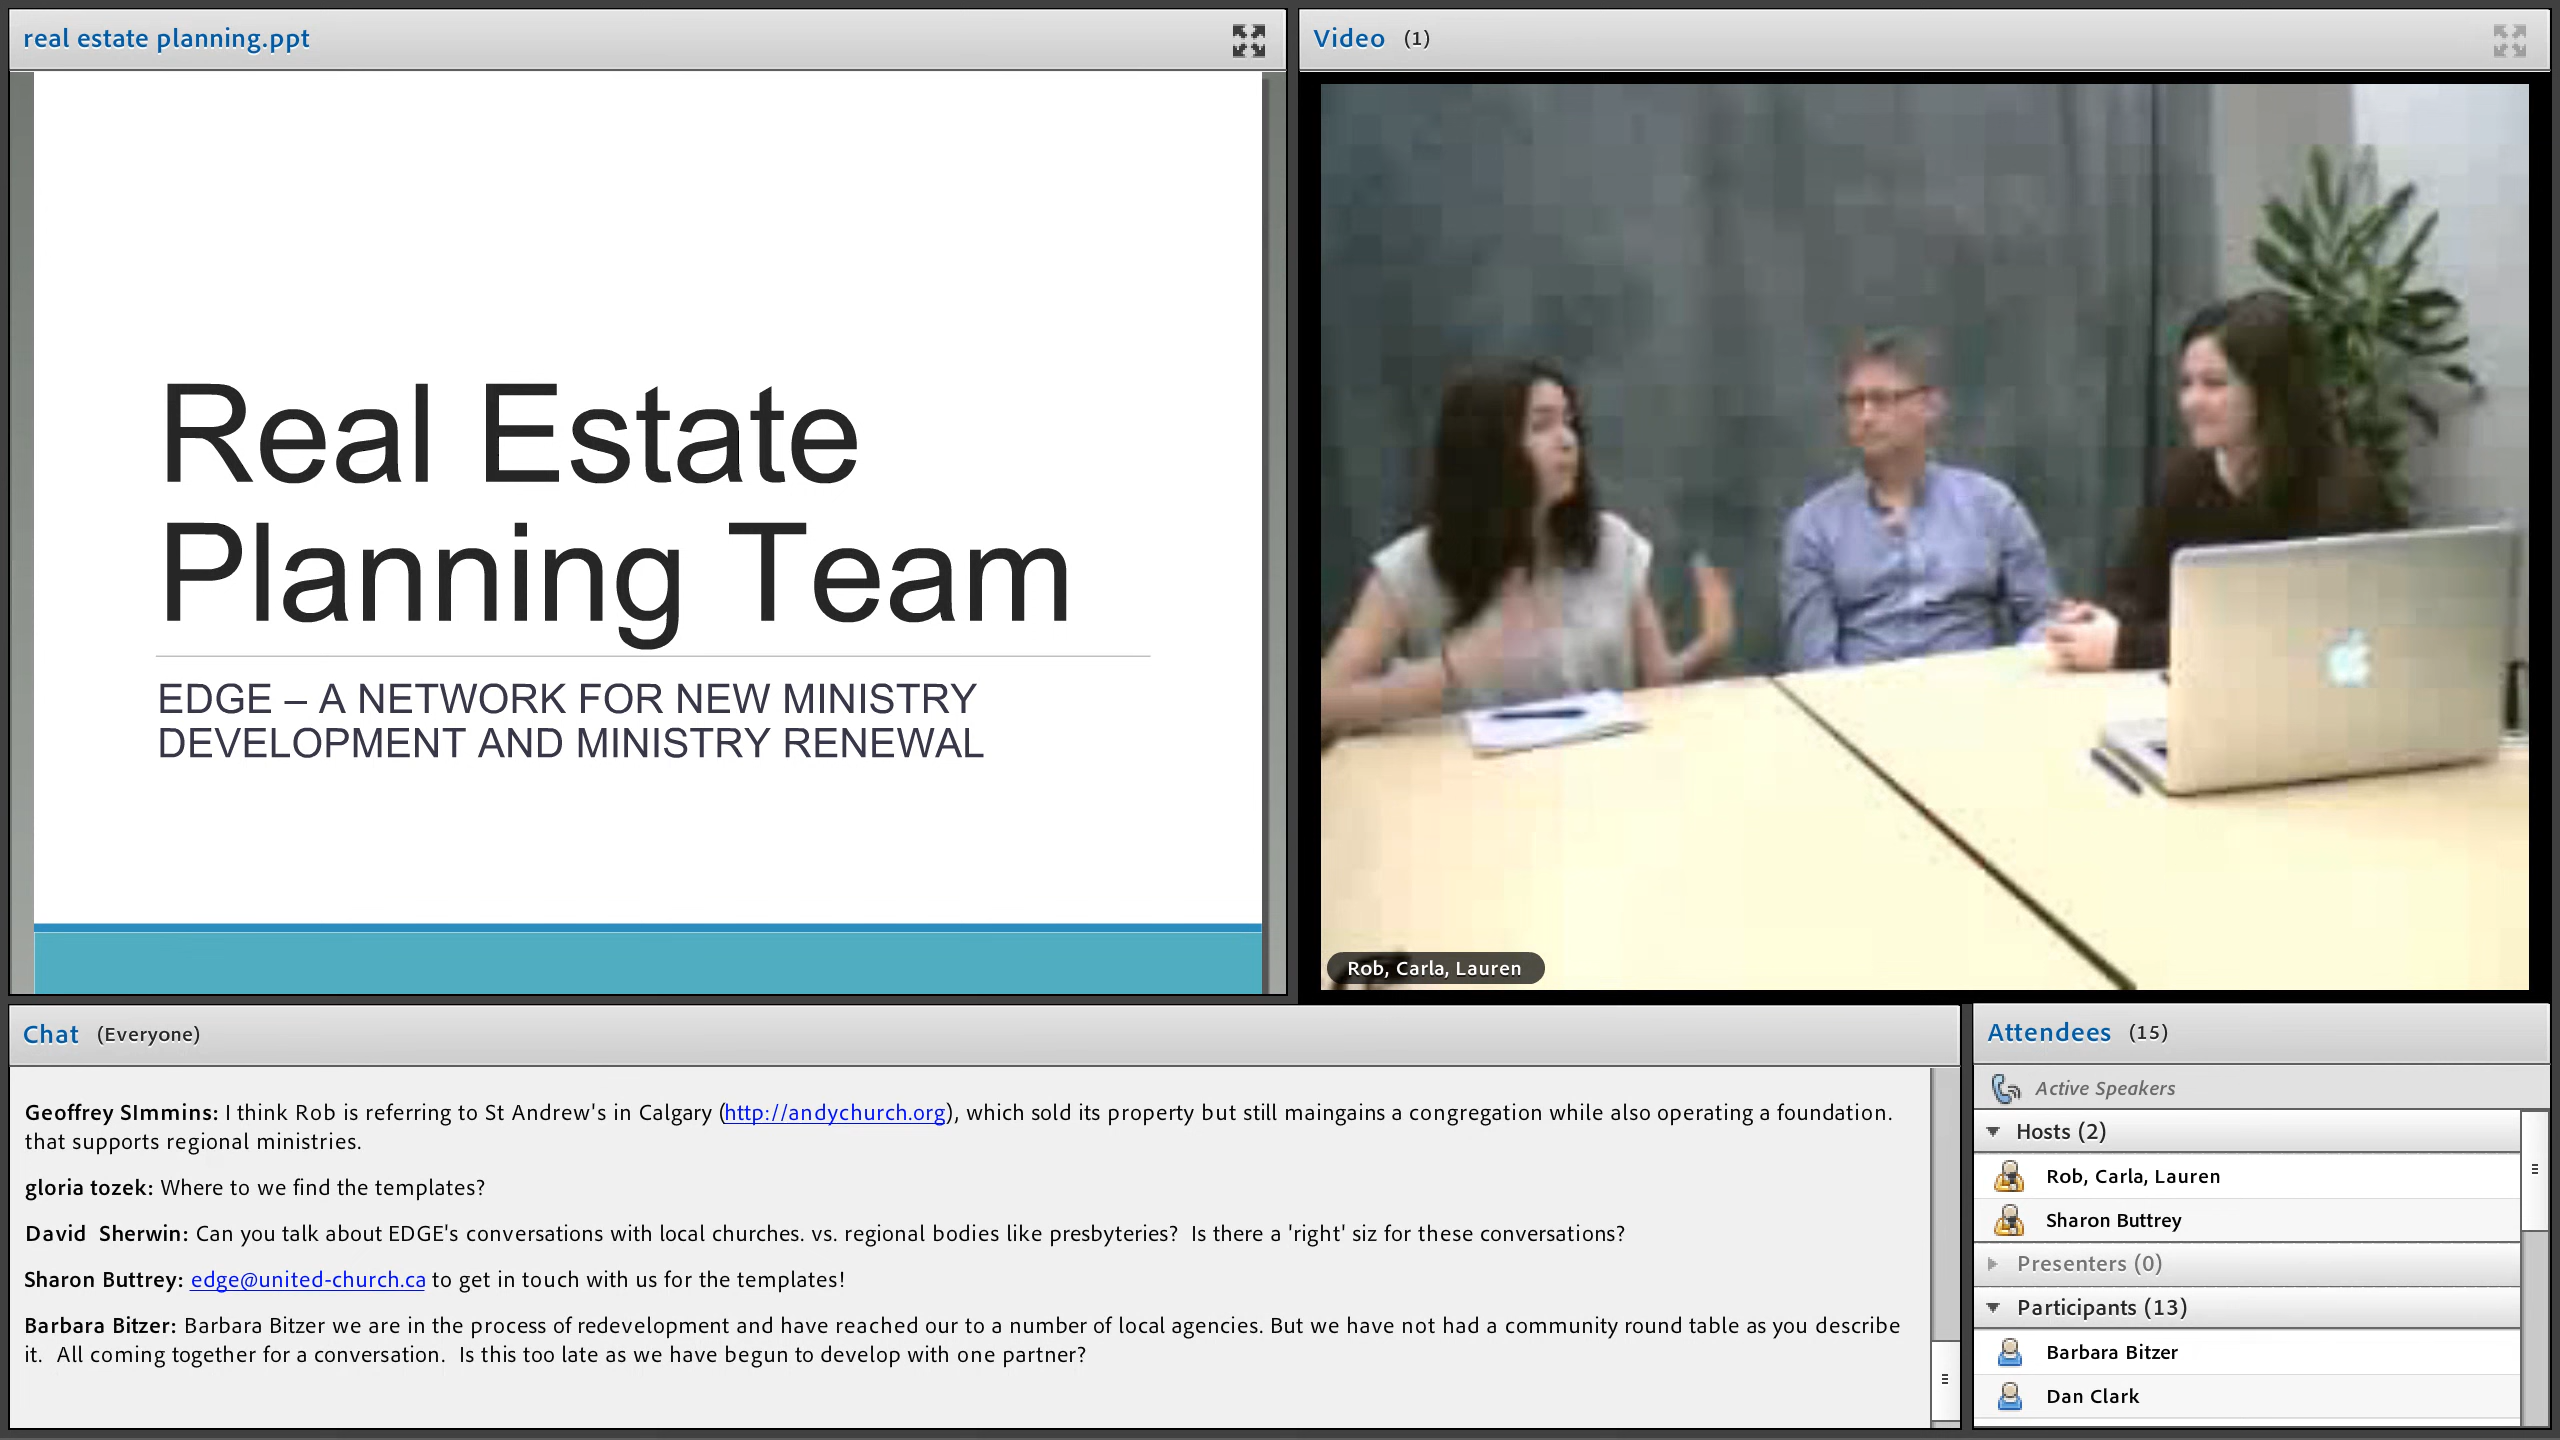 real estate planning.ppt
Real Estate
Planning Team
EDGE – A NETWORK FOR NEW MINISTRY
DEVELOPMENT AND MINISTRY RENEWAL
Video (1)
Rob, Carla, Lauren
Chat (Everyone)
Geoffrey SImmins: I think Rob is referring to St Andrew's in Calgary (http://andychurch.org), which sold its property but still maingains a congregation while also operating a foundation.
that supports regional ministries.
gloria tozek: Where to we find the templates?
David  Sherwin: Can you talk about EDGE's conversations with local churches. vs. regional bodies like presbyteries?  Is there a 'right' siz for these conversations?
Sharon Buttrey: edge@united-church.ca to get in touch with us for the templates!
Barbara Bitzer: Barbara Bitzer we are in the process of redevelopment and have reached our to a number of local agencies. But we have not had a community round table as you describe
it.  All coming together for a conversation.  Is this too late as we have begun to develop with one partner?
Attendees (15)
Active Speakers
Hosts (2)
Rob, Carla, Lauren
Sharon Buttrey
Presenters (0)
Participants (13)
Barbara Bitzer
Dan Clark